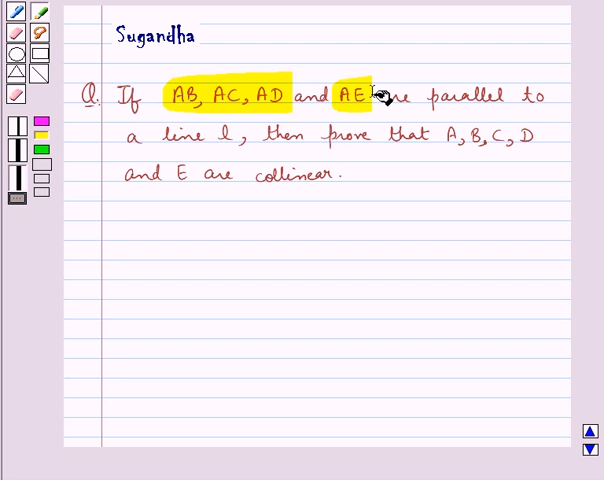 Sugandha
Q. If AB, AC, AD and AE are parallel to
a line l, then prove that A, B, C, D
and E are collinear.